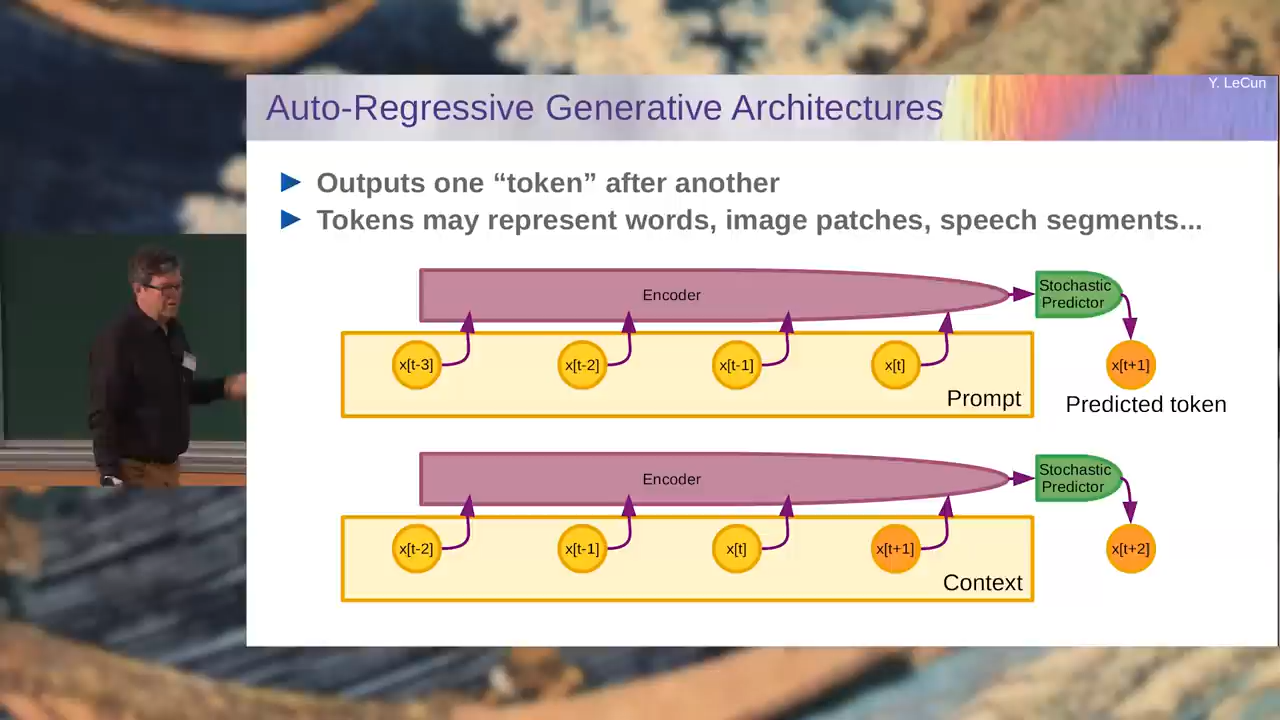 Y. LeCun
Auto-Regressive Generative Architectures
Outputs one “token” after another
Tokens may represent words, image patches, speech segments...
Encoder
Stochastic
Predictor
x[t-3]
x[t-2]
x[t-1]
x[t]
x[t+1]
Prompt
Predicted token
Encoder
Stochastic
Predictor
x[t-2]
x[t-1]
x[t]
x[t+1]
x[t+2]
Context